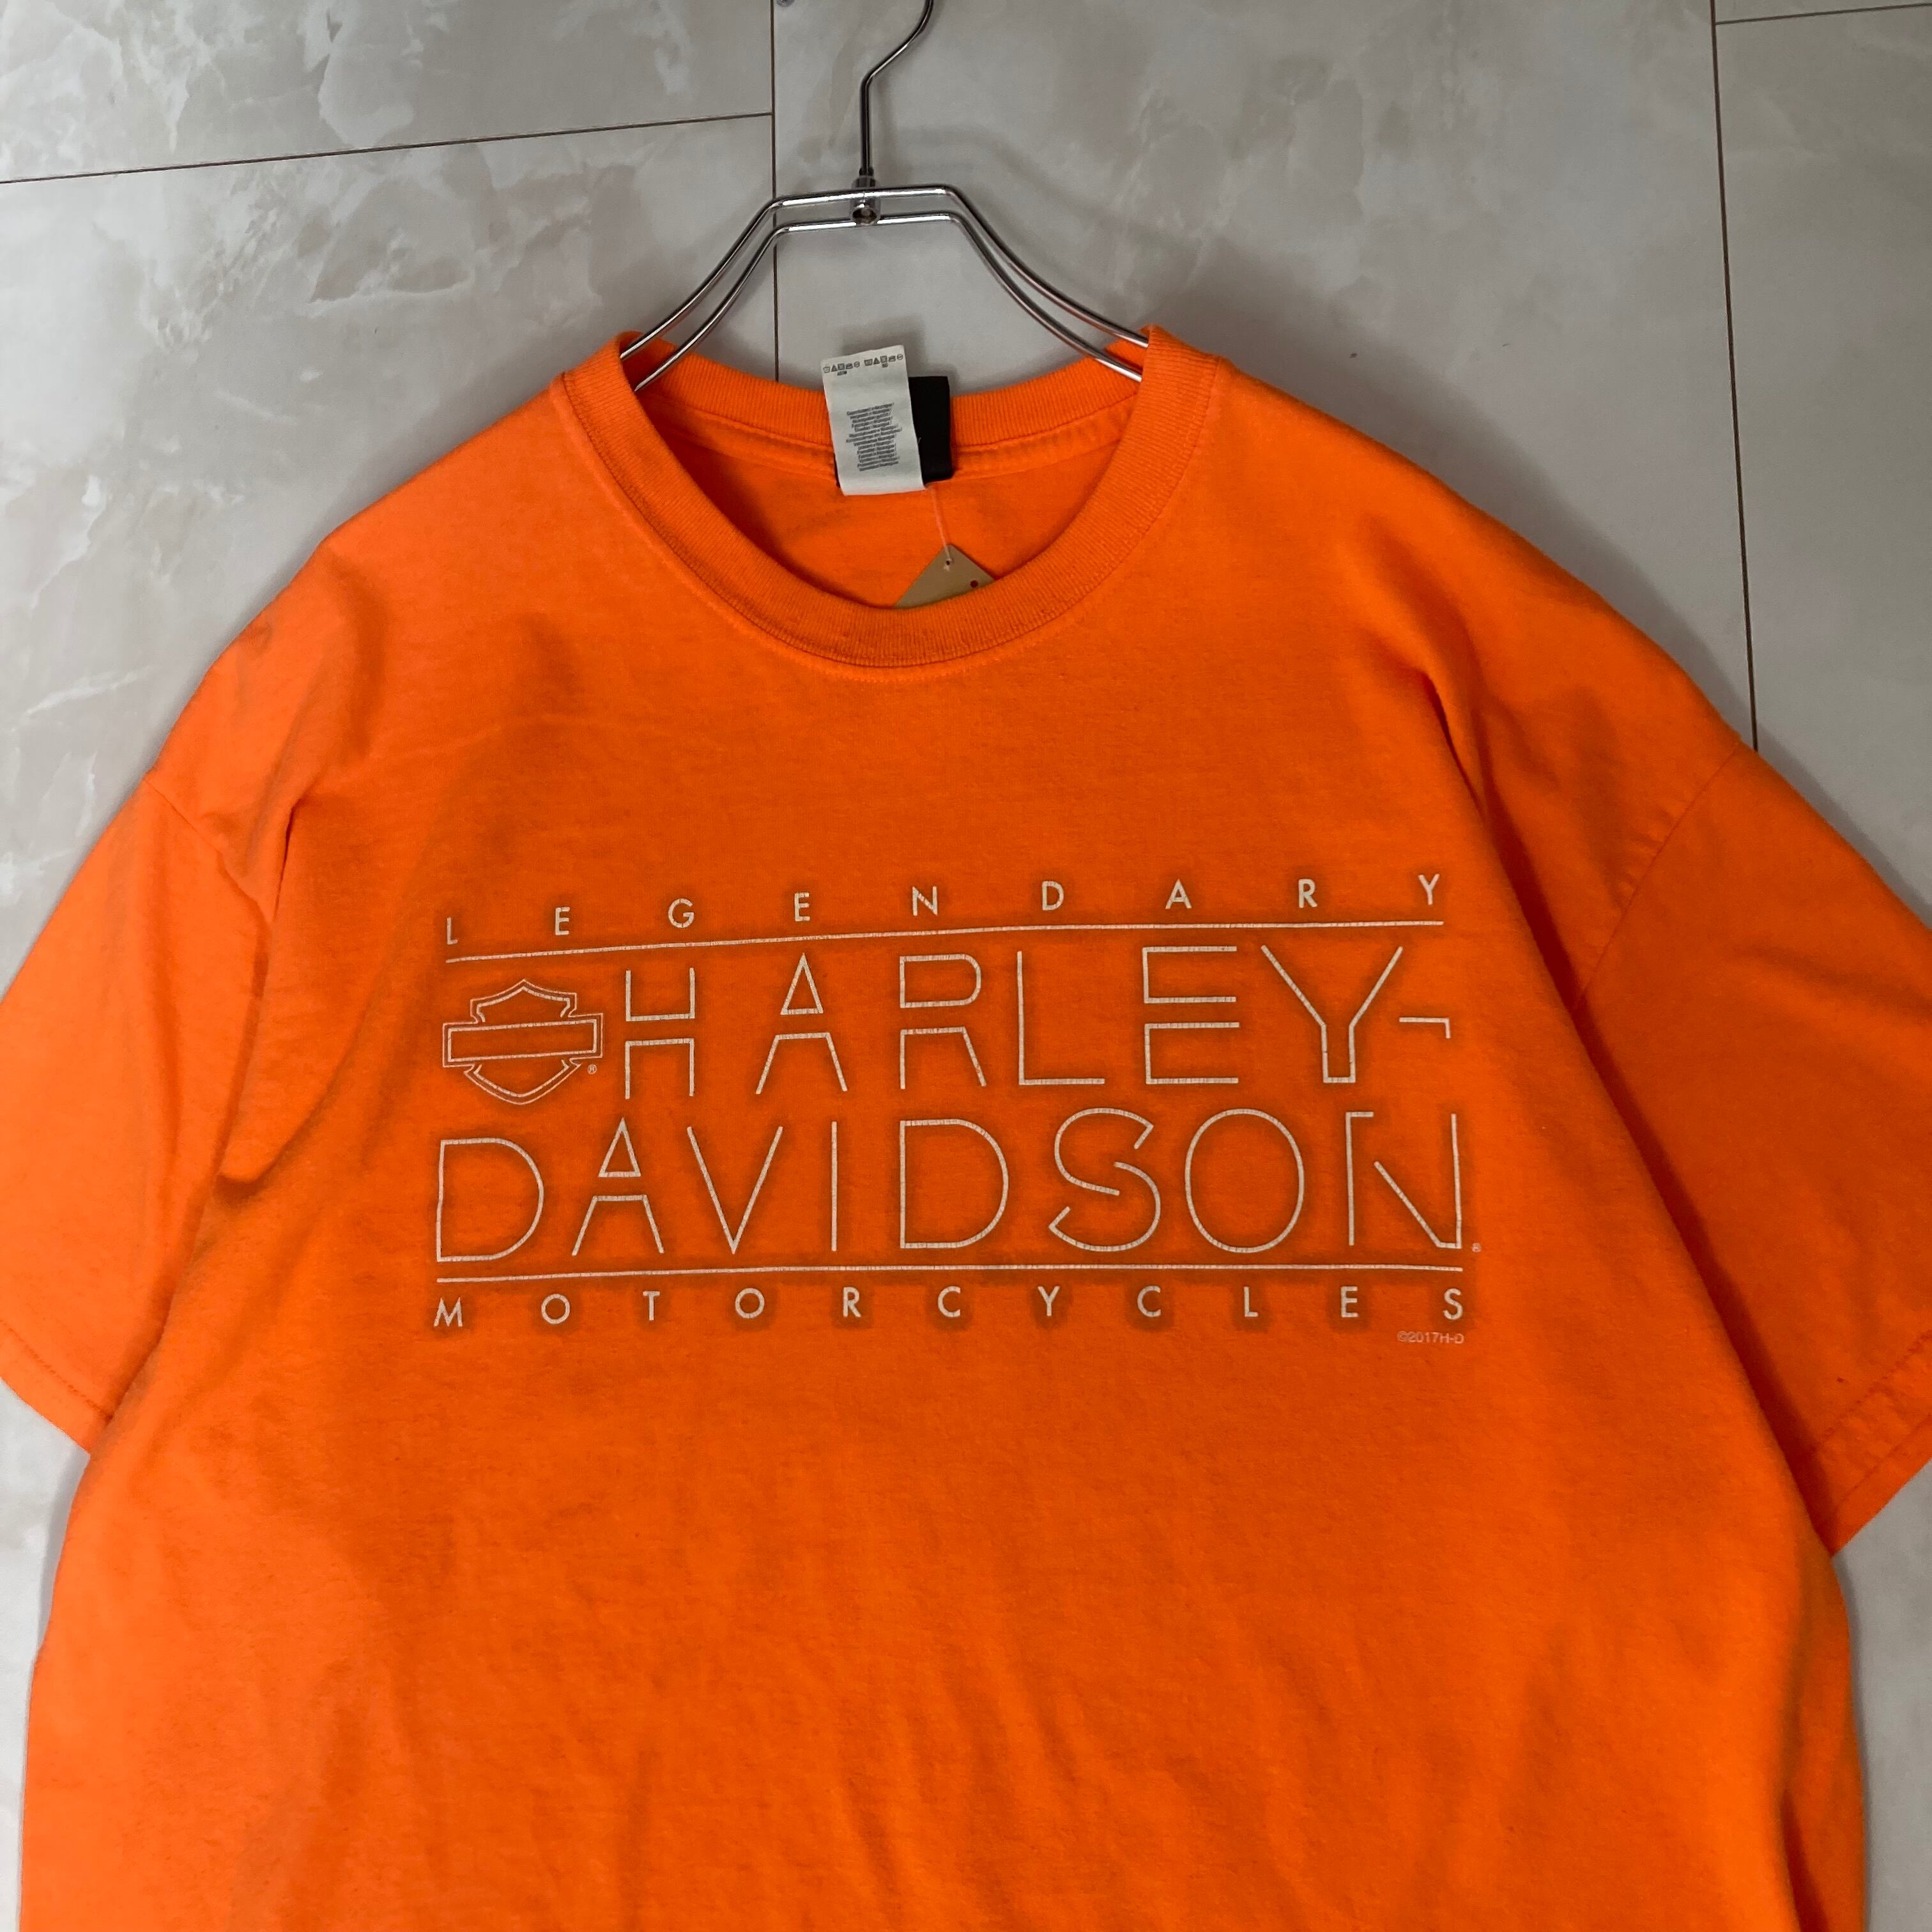 LEGENDARY
HARLEY-
®
DAVIDSON®
MOTORCYCLES
©2017H-D